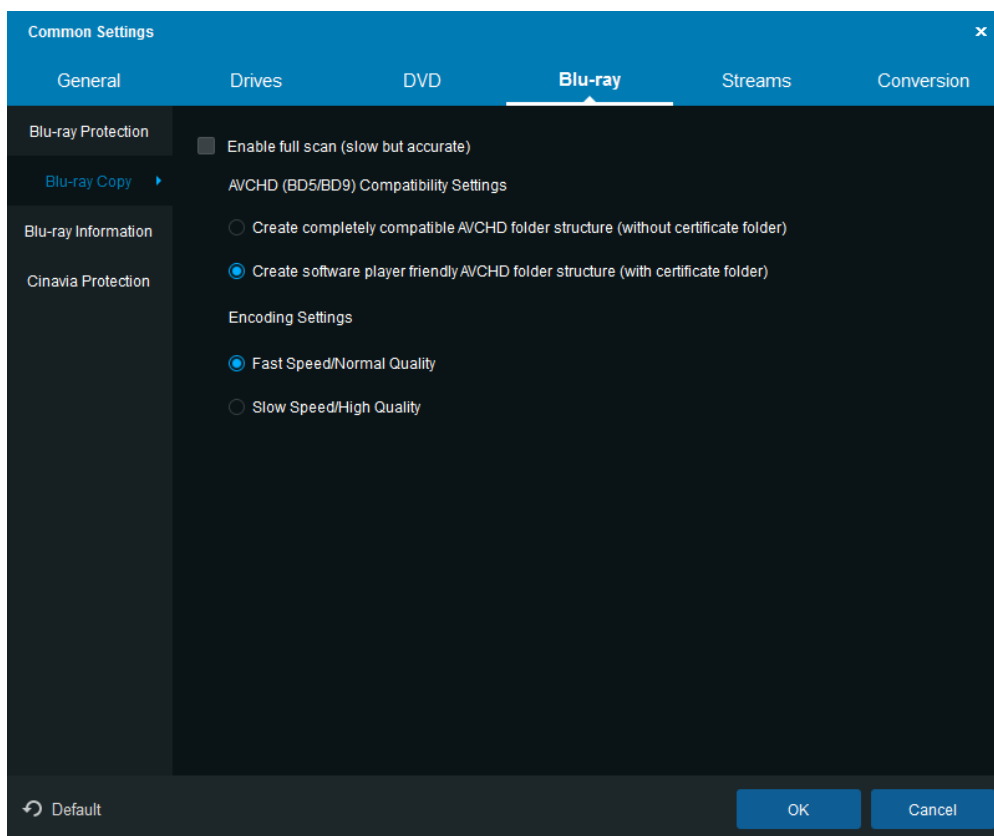 Common Settings
General Drives DVD Blu-ray Streams Conversion
Blu-ray Protection
Blu-ray Copy
Blu-ray Information
Cinavia Protection
Enable full scan (slow but accurate)
AVCHD (BD5/BD9) Compatibility Settings
Create completely compatible AVCHD folder structure (without certificate folder)
Create software player friendly AVCHD folder structure (with certificate folder)
Encoding Settings
Fast Speed/Normal Quality
Slow Speed/High Quality
Default
OK Cancel